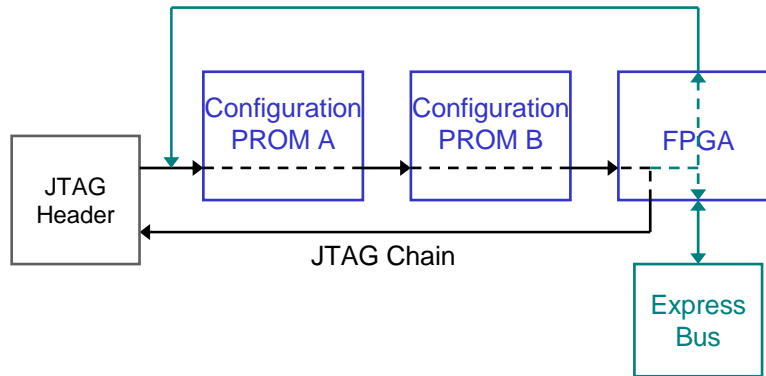 Configuration
PROM A
Configuration
PROM B
FPGA
JTAG
Header
JTAG Chain
Express
Bus